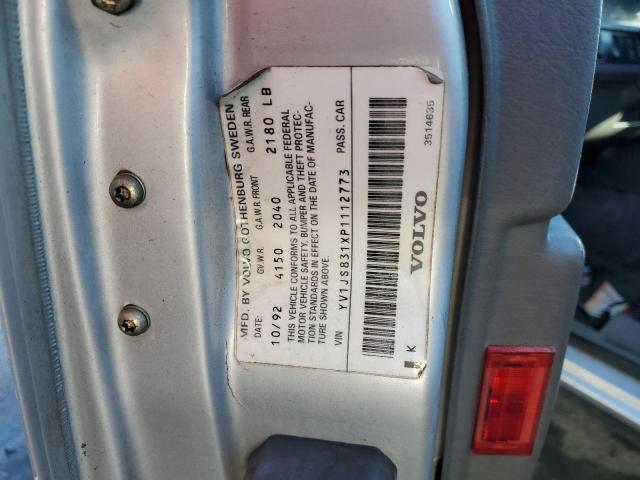 MFD. BY VOLVO GOTHENBURG SWEDEN
DATE: G.V.W.R. G.A.W.R. FRONT G.A.W.R. REAR
10/92 4150 2040 2180 LB
THIS VEHICLE CONFORMS TO ALL APPLICABLE FEDERAL
MOTOR VEHICLE SAFETY, BUMPER AND THEFT PROTEC-
TION STANDARDS IN EFFECT ON THE DATE OF MANUFAC-
TURE SHOWN ABOVE.
VIN YV1JS831XP1112773 PASS. CAR
K VOLVO 3514635